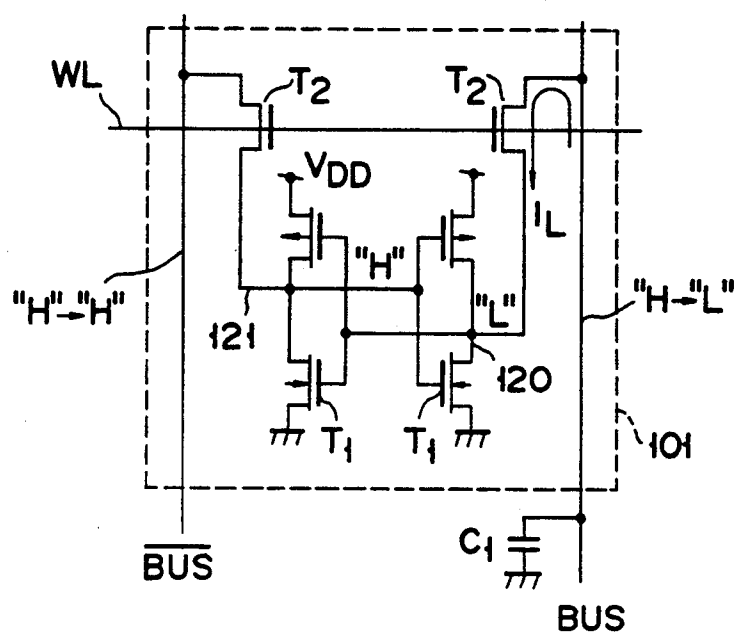 WL
T2
T2
VDD
IL
"H"
"L"
"H"→"H"
"H→"L"
121
120
T1
T1
101
C1
BUS
BUS